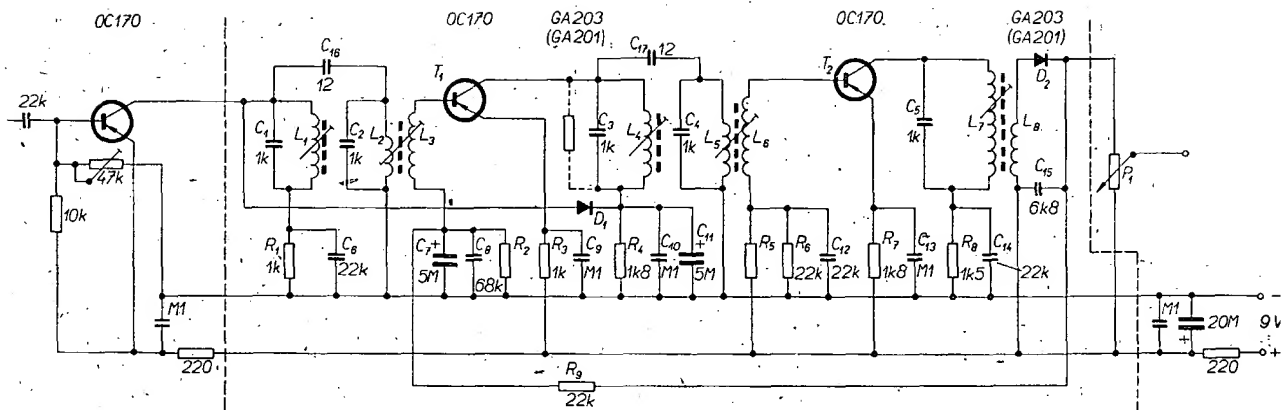 OC170
22k
47k
10k
M1
220
C16
12
C1
1k
L1
C2
1k
L2
L3
R1
1k
C6
22k
OC170
T1
GA203
(GA201)
C17
12
C3
1k
L4
C4
1k
L5
L6
D1
C7
+
5M
C8
68k
R2
R3
1k
C9
M1
R4
1k8
C10
M1
C11
+
5M
R9
22k
OC170
T2
GA203
(GA201)
D2
C5
1k
L7
L8
C15
6k8
P1
R5
R6
22k
C12
22k
R7
1k8
C13
M1
R8
1k5
C14
22k
M1
20M
+
220
-
9V
+